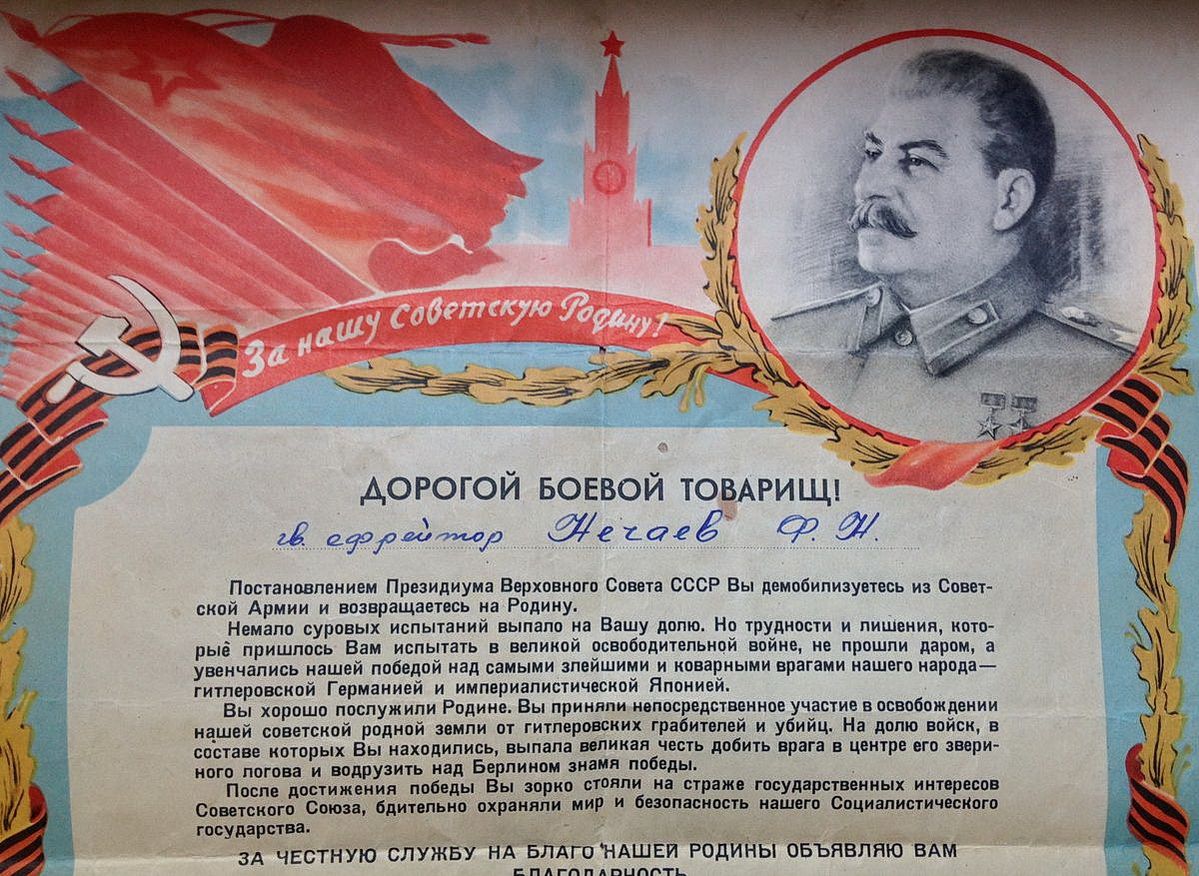 За нашу Советскую Родину!
ДОРОГОЙ БОЕВОЙ ТОВАРИЩ!
гв. ефрейтор Нечаев Ф. Н.
Постановлением Президиума Верховного Совета СССР Вы демобилизуетесь из Совет-
ской Армии и возвращаетесь на Родину.
Немало суровых испытаний выпало на Вашу долю. Но трудности и лишения, кото-
рые пришлось Вам испытать в великой освободительной войне, не прошли даром, а
увенчались нашей победой над самыми злейшими и коварными врагами нашего народа—
гитлеровской Германией и империалистической Японией.
Вы хорошо послужили Родине. Вы приняли непосредственное участие в освобождении
нашей советской родной земли от гитлеровских грабителей и убийц. На долю войск, в
составе которых Вы находились, выпала великая честь добить врага в центре его звери-
ного логова и водрузить над Берлином знамя победы.
После достижения победы Вы зорко стояли на страже государственных интересов
Советского Союза, бдительно охраняли мир и безопасность нашего Социалистического
государства.
ЗА ЧЕСТНУЮ СЛУЖБУ НА БЛАГО НАШЕЙ РОДИНЫ ОБЪЯВЛЯЮ ВАМ
БЛАГОДАРНОСТЬ